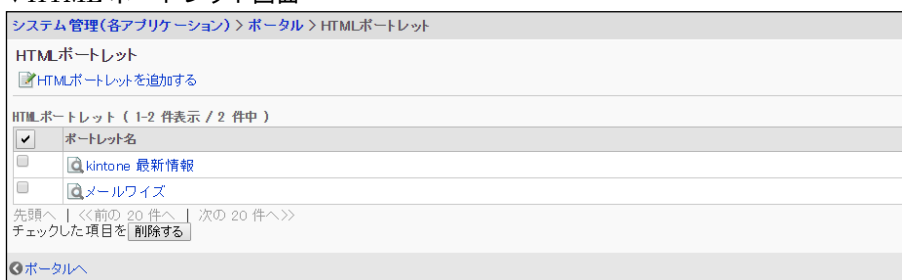 システム管理(各アプリケーション) > ポータル > HTMLポートレット
HTMLポートレット
HTMLポートレットを追加する
HTMLポートレット ( 1-2 件表示 / 2 件中 )
ポートレット名
kintone 最新情報
メールワイズ
先頭へ | <<前の 20 件へ | 次の 20 件へ>>
チェックした項目を 削除する
ポータルへ